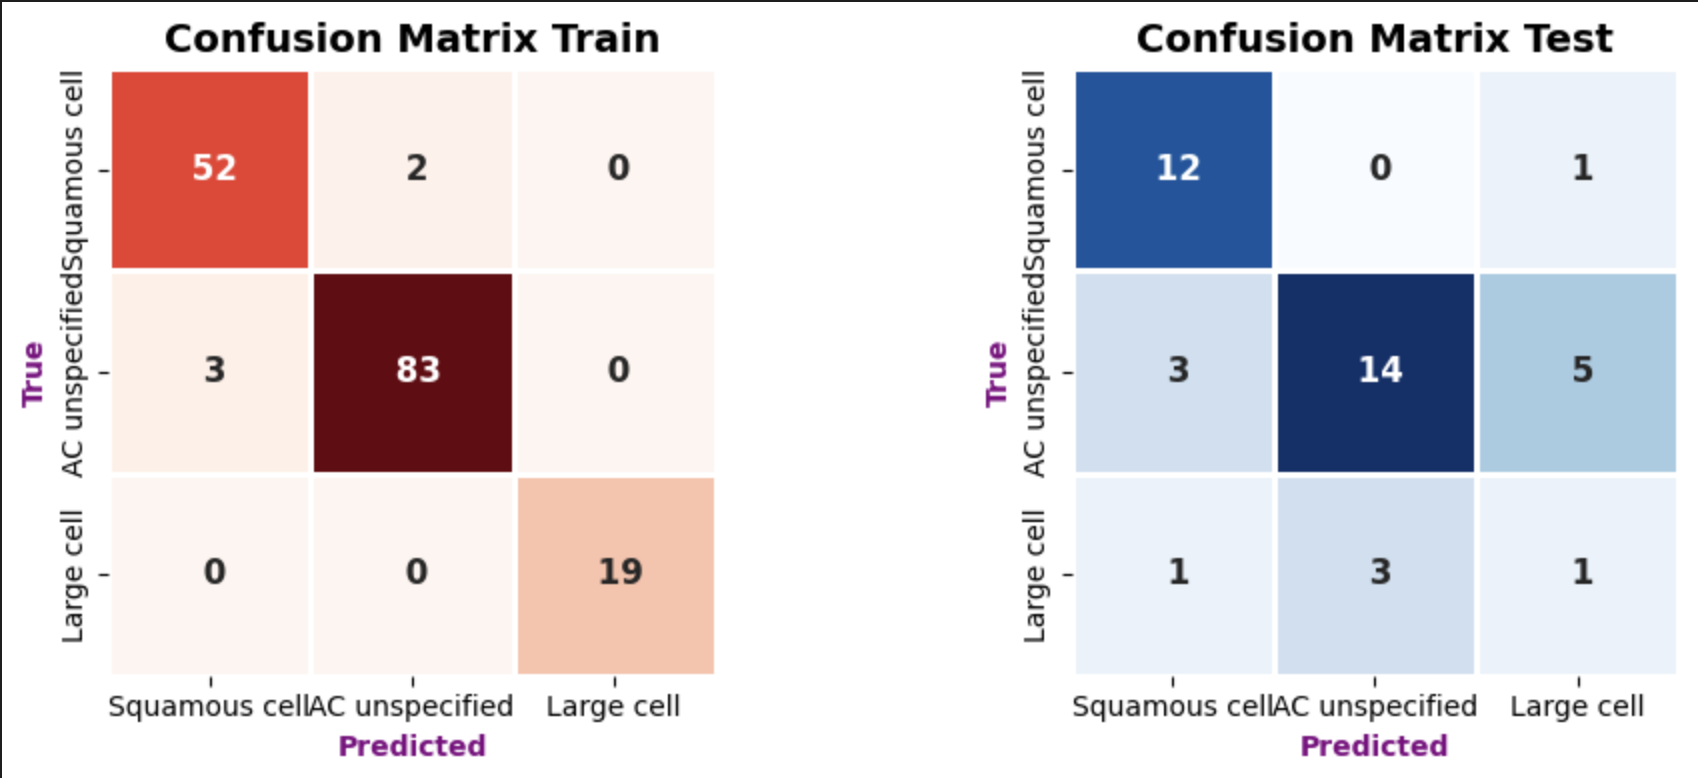 Confusion Matrix Train
Squamous cell
AC unspecified
Large cell
True
52 2 0
3 83 0
0 0 19
Squamous cell AC unspecified Large cell
Predicted
Confusion Matrix Test
Squamous cell
AC unspecified
Large cell
True
12 0 1
3 14 5
1 3 1
Squamous cell AC unspecified Large cell
Predicted